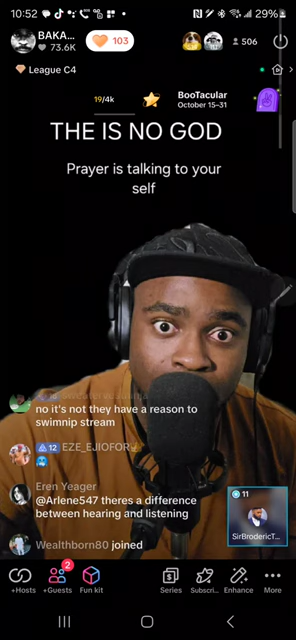 10:52
29%
BAKA...
73.6K
103
506
League C4
19/4k
BooTacular
October 15–31
THE IS NO GOD
Prayer is talking to your
self
no it's not they have a reason to
swimnip stream
12 EZE_EJIOFOR
Eren Yeager
@Arlene547 theres a difference
between hearing and listening
Wealthborn80 joined
11
SirBrodericT...
2
+Hosts
+Guests
Fun kit
Series
Subscri...
Enhance
More